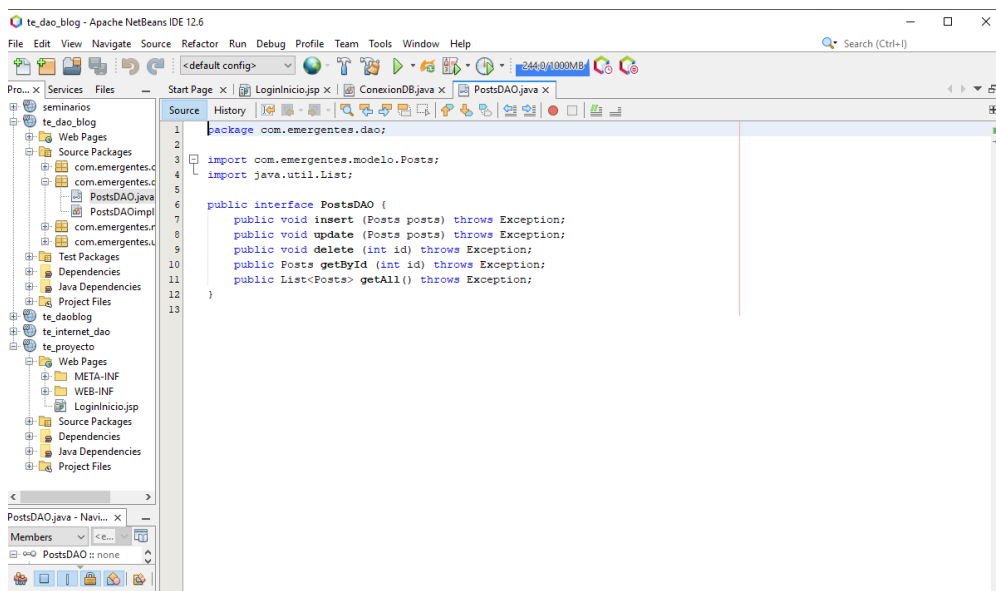 te_dao_blog - Apache NetBeans IDE 12.6
File Edit View Navigate Source Refactor Run Debug Profile Team Tools Window Help
Search (Ctrl+I)
<default config>
244,0/1000MB
Pro... Services Files
Start Page LoginInicio.jsp ConexionDB.java PostsDAO.java
Source History
seminarios
te_dao_blog
Web Pages
Source Packages
com.emergentes.c
com.emergentes.c
PostsDAO.java
PostsDAOimpl
com.emergentes.r
com.emergentes.u
Test Packages
Dependencies
Java Dependencies
Project Files
te_daoblog
te_internet_dao
te_proyecto
Web Pages
META-INF
WEB-INF
LoginInicio.jsp
Source Packages
Dependencies
Java Dependencies
Project Files
PostsDAO.java - Navi...
Members <e...
PostsDAO :: none
1 package com.emergentes.dao;
2
3 import com.emergentes.modelo.Posts;
4 import java.util.List;
5
6 public interface PostsDAO {
7 public void insert (Posts posts) throws Exception;
8 public void update (Posts posts) throws Exception;
9 public void delete (int id) throws Exception;
10 public Posts getById (int id) throws Exception;
11 public List<Posts> getAll() throws Exception;
12 }
13